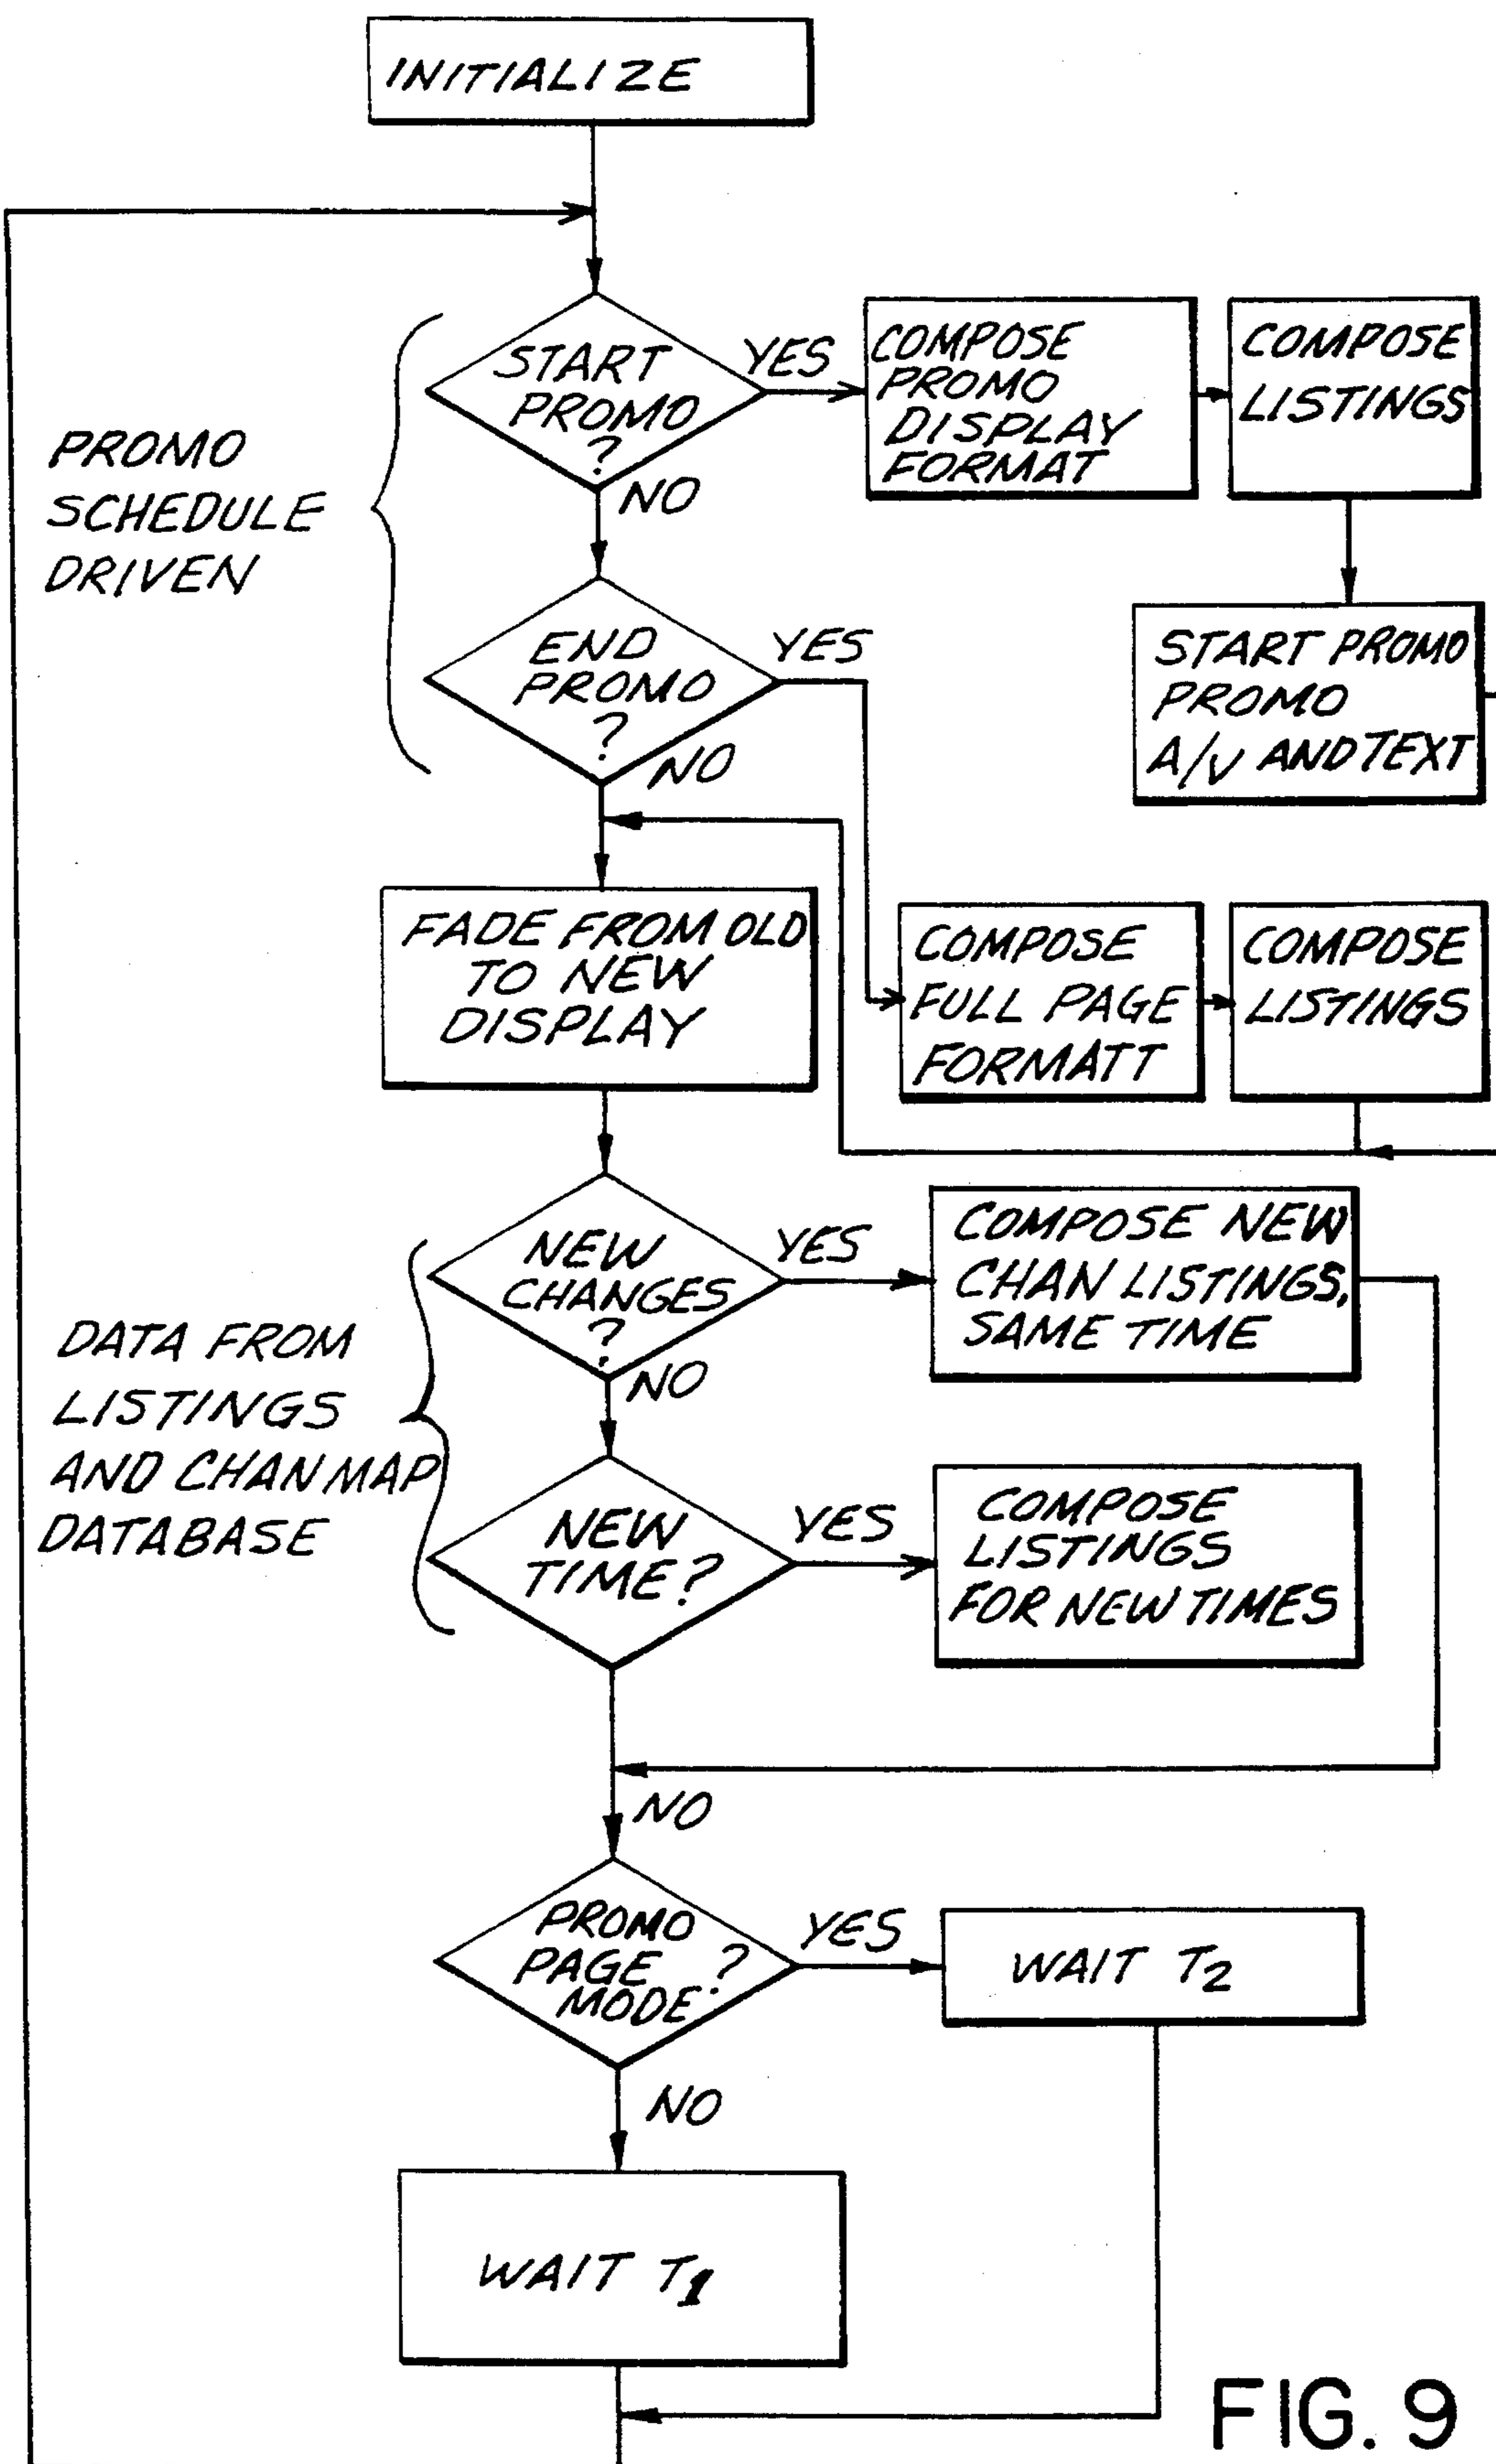 INITIALIZE
START
PROMO
?
YES
NO
COMPOSE
PROMO
DISPLAY
FORMAT
COMPOSE
LISTINGS
START PROMO
PROMO
A/V AND TEXT
PROMO
SCHEDULE
DRIVEN
END
PROMO
?
YES
NO
FADE FROM OLD
TO NEW
DISPLAY
COMPOSE
FULL PAGE
FORMATT
COMPOSE
LISTINGS
NEW
CHANGES
?
YES
NO
COMPOSE NEW
CHAN LISTINGS,
SAME TIME
DATA FROM
LISTINGS
AND CHAN MAP
DATABASE
NEW
TIME?
YES
COMPOSE
LISTINGS
FOR NEW TIMES
NO
PROMO
PAGE ?
MODE
YES
WAIT T2
NO
WAIT T1
FIG. 9